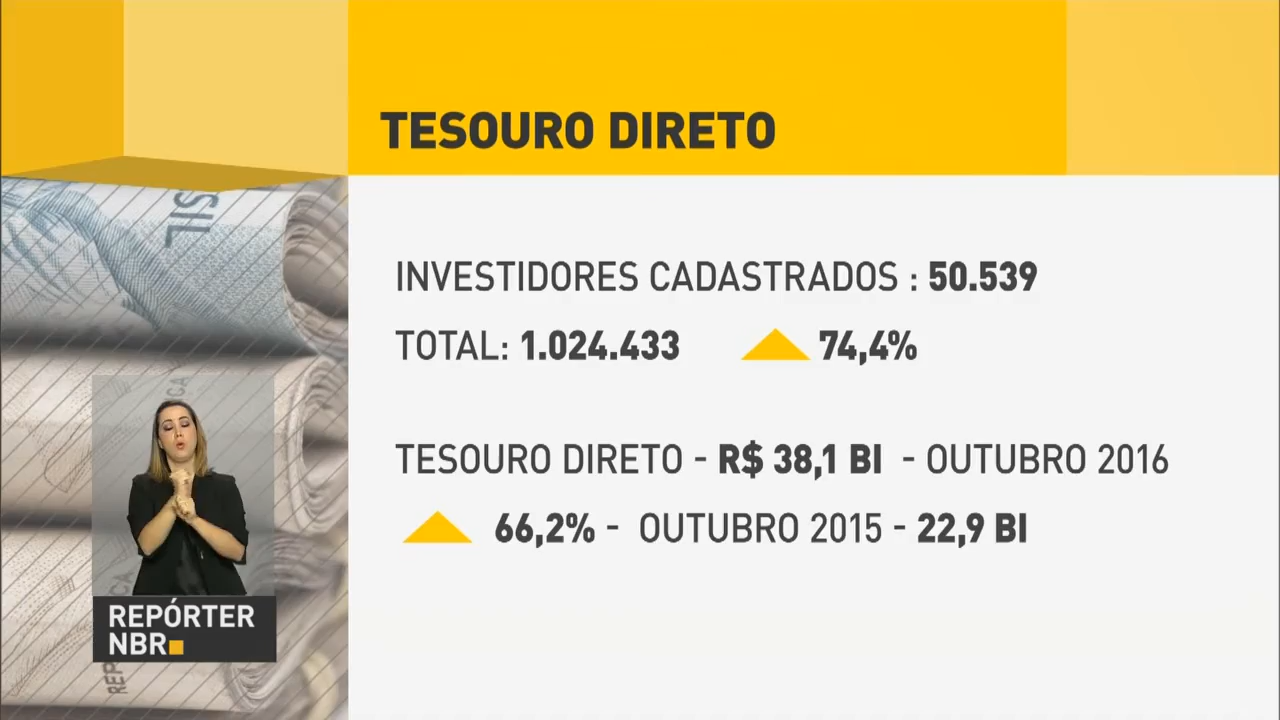 TESOURO DIRETO
INVESTIDORES CADASTRADOS : 50.539
TOTAL: 1.024.433 74,4%
TESOURO DIRETO - R$ 38,1 BI - OUTUBRO 2016
66,2% - OUTUBRO 2015 - 22,9 BI
REPÓRTER
NBR